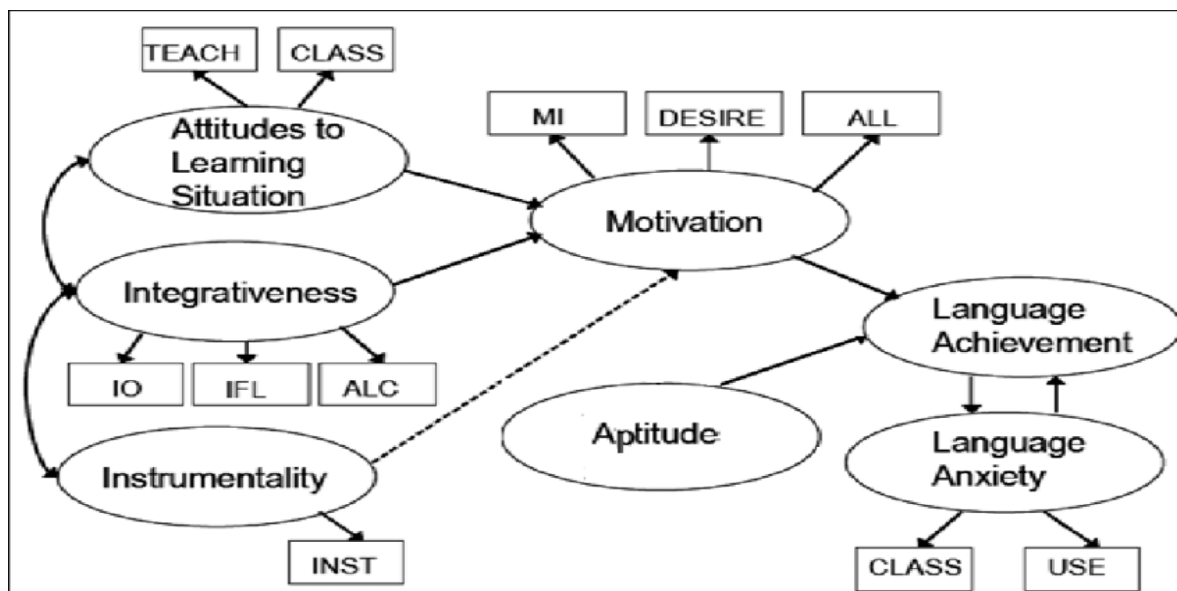 TEACH
CLASS
Attitudes to
Learning
Situation
MI
DESIRE
ALL
Motivation
Integrativeness
IO
IFL
ALC
Language
Achievement
Aptitude
Instrumentality
INST
Language
Anxiety
CLASS
USE